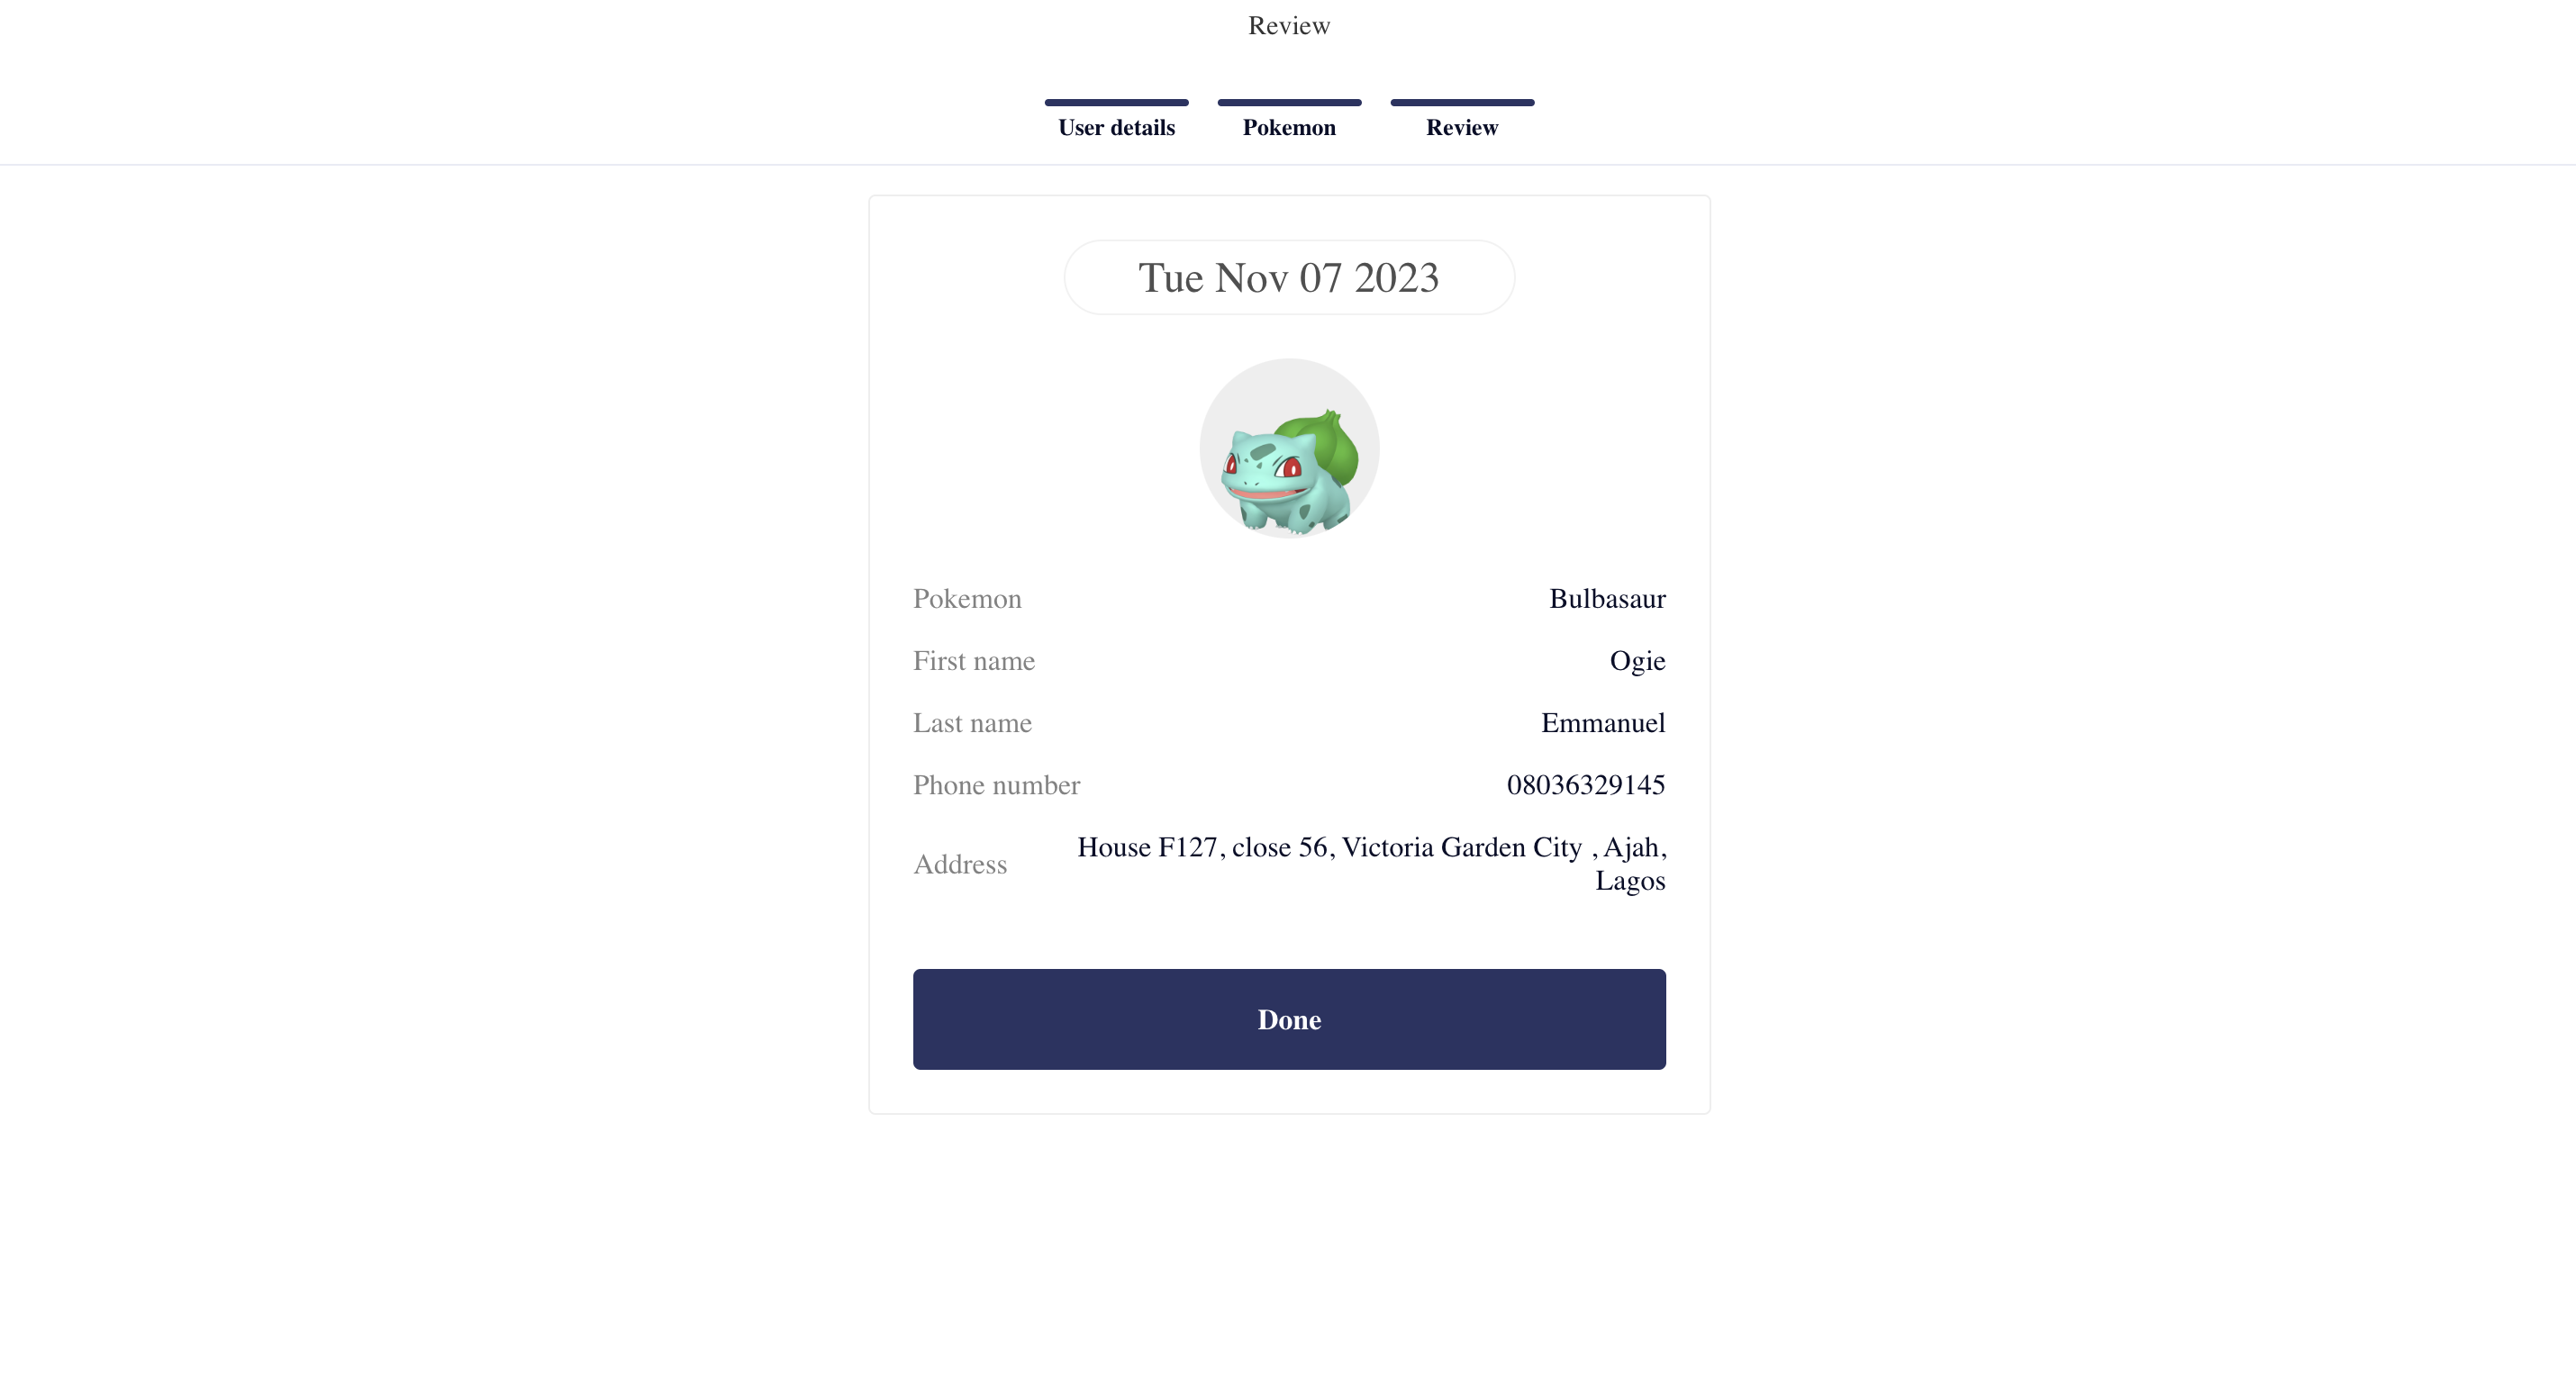 Review
User details Pokemon Review
Tue Nov 07 2023
Pokemon Bulbasaur
First name Ogie
Last name Emmanuel
Phone number 08036329145
Address House F127, close 56, Victoria Garden City , Ajah,
Lagos
Done